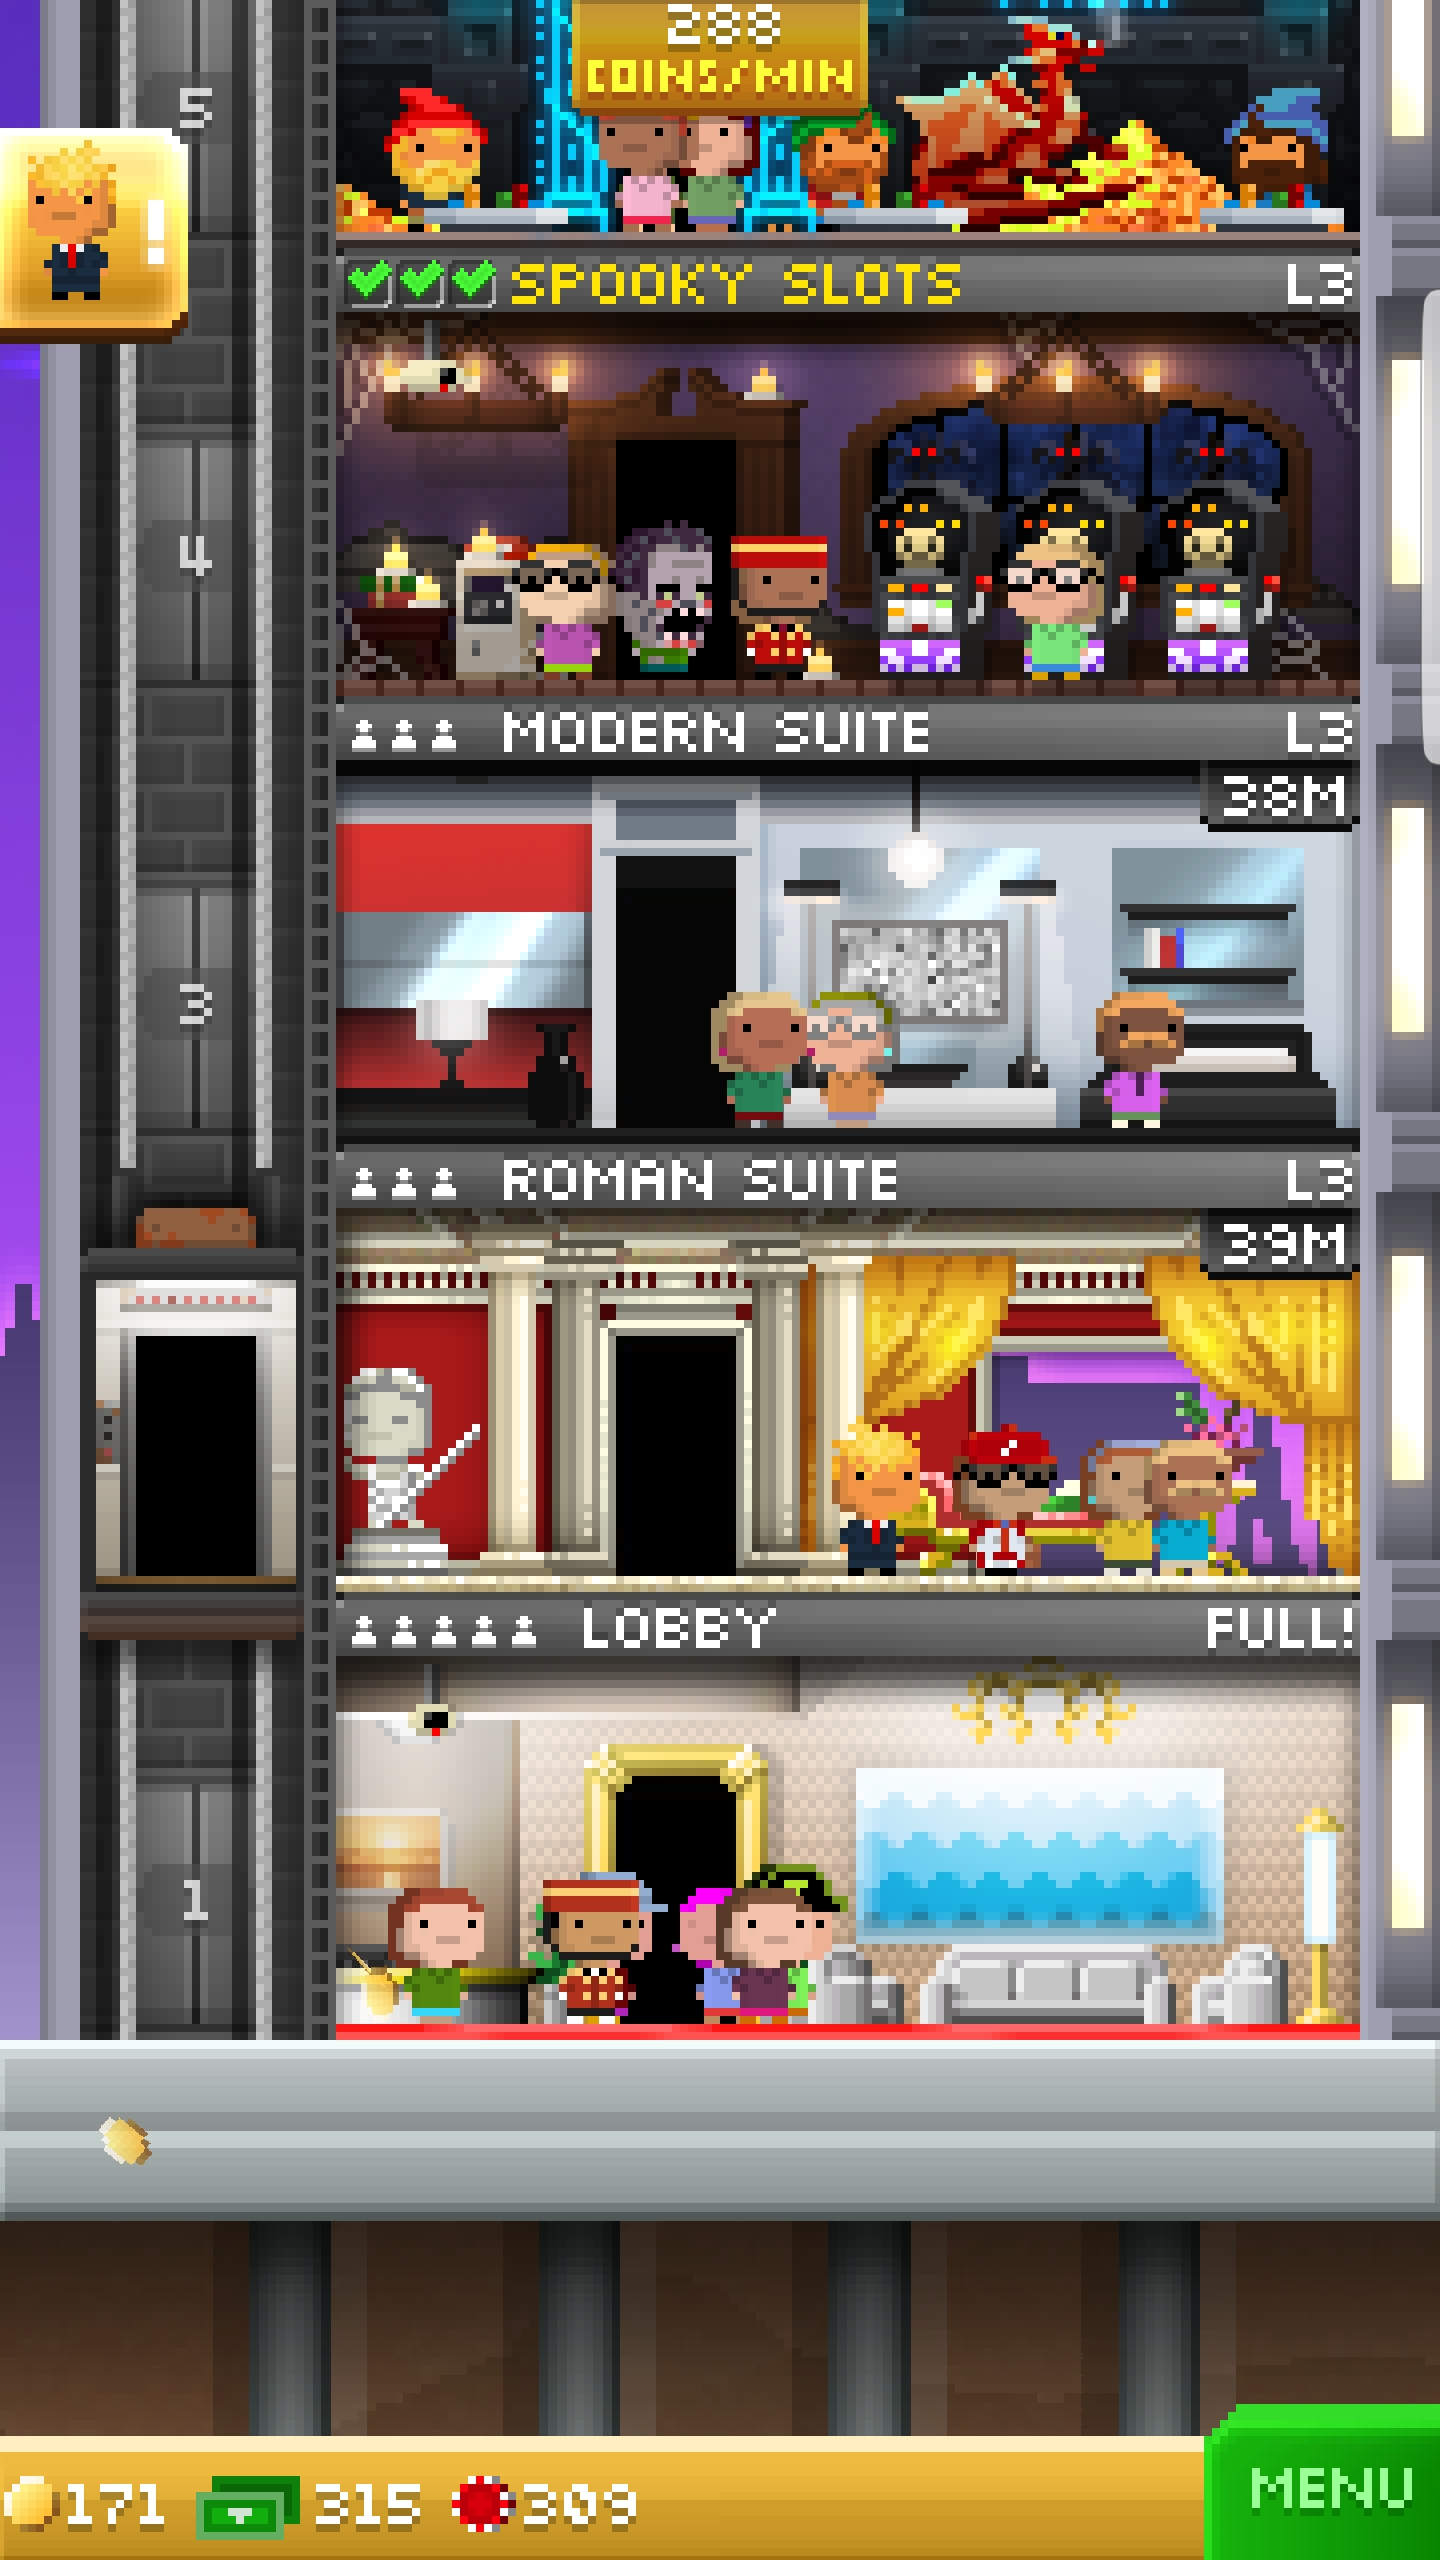 288
COINS/MIN
5
!
SPOOKY SLOTS L3
4
MODERN SUITE L3
38M
3
ROMAN SUITE L3
39M
LOBBY FULL!
1
171 315 309
MENU